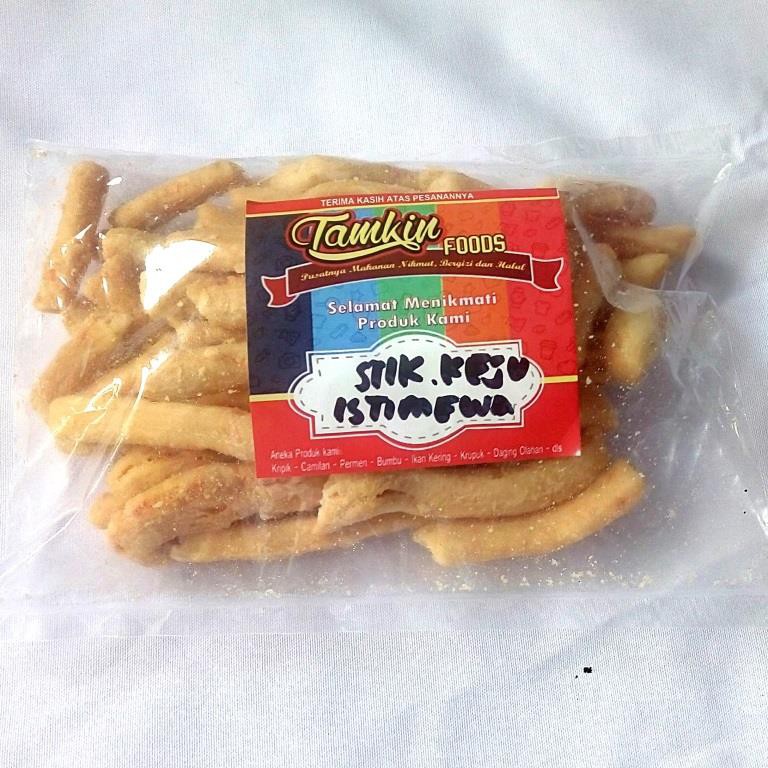 TERIMA KASIH ATAS PESANANNYA
Tamkin FOODS
Pusatnya Makanan Nikmat, Bergizi dan Halal
Selamat Menikmati
Produk Kami
STIK.KEJU
ISTIMEWA
Aneka Produk kami:
Kripik - Camilan - Permen - Bumbu - Ikan Kering - Krupuk - Daging Olahan - dls